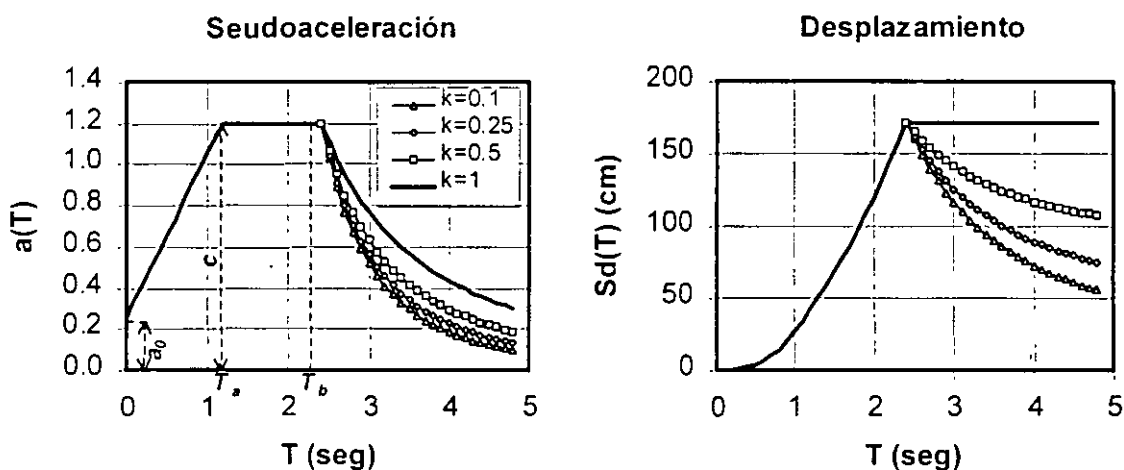 Seudoaceleración
1.4
1.2
1.0
0.8
0.6
0.4
0.2
0.0
a(T)
k=0.1
k=0.25
k=0.5
k=1
c
a0
Ta
Tb
0 1 2 3 4 5
T (seg)
Desplazamiento
200
150
100
50
0
Sd(T) (cm)
0 1 2 3 4 5
T (seg)